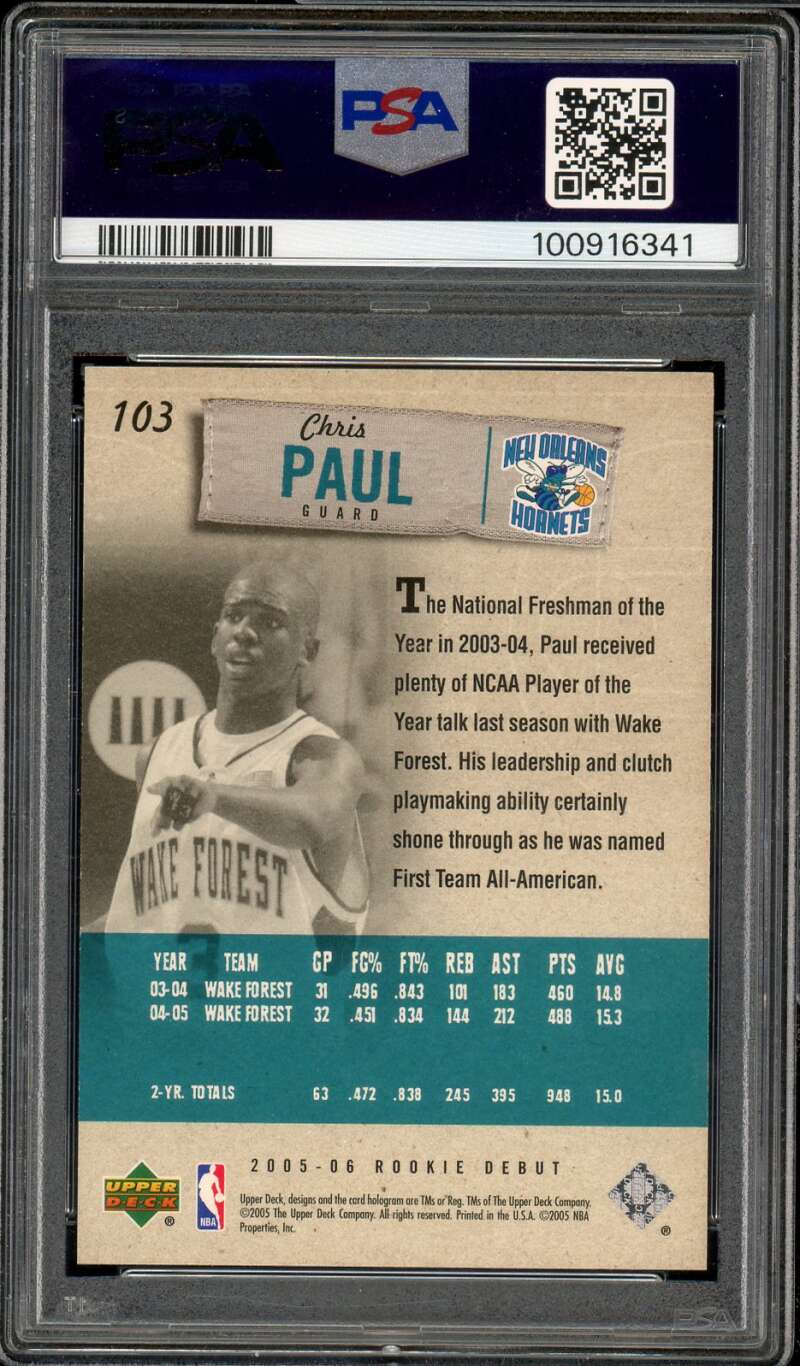 PSA
PSA
100916341
103
Chris
PAUL
GUARD
NEW ORLEANS
HORNETS
The National Freshman of the
Year in 2003-04, Paul received
plenty of NCAA Player of the
Year talk last season with Wake
Forest. His leadership and clutch
playmaking ability certainly
shone through as he was named
First Team All-American.
WAKE FOREST
3
YEAR TEAM GP FG% FT% REB AST PTS AVG
03-04 WAKE FOREST 31 .496 .843 101 183 460 14.8
04-05 WAKE FOREST 32 .451 .834 144 212 488 15.3
2-YR. TOTALS 63 .472 .838 245 395 948 15.0
2005-06 ROOKIE DEBUT
UPPER
DECK
®
NBA
Upper Deck, designs and the card hologram are TMs or Reg. TMs of The Upper Deck Company.
©2005 The Upper Deck Company. All rights reserved. Printed in the U.S.A. ©2005 NBA
Properties, Inc.
®
PSA